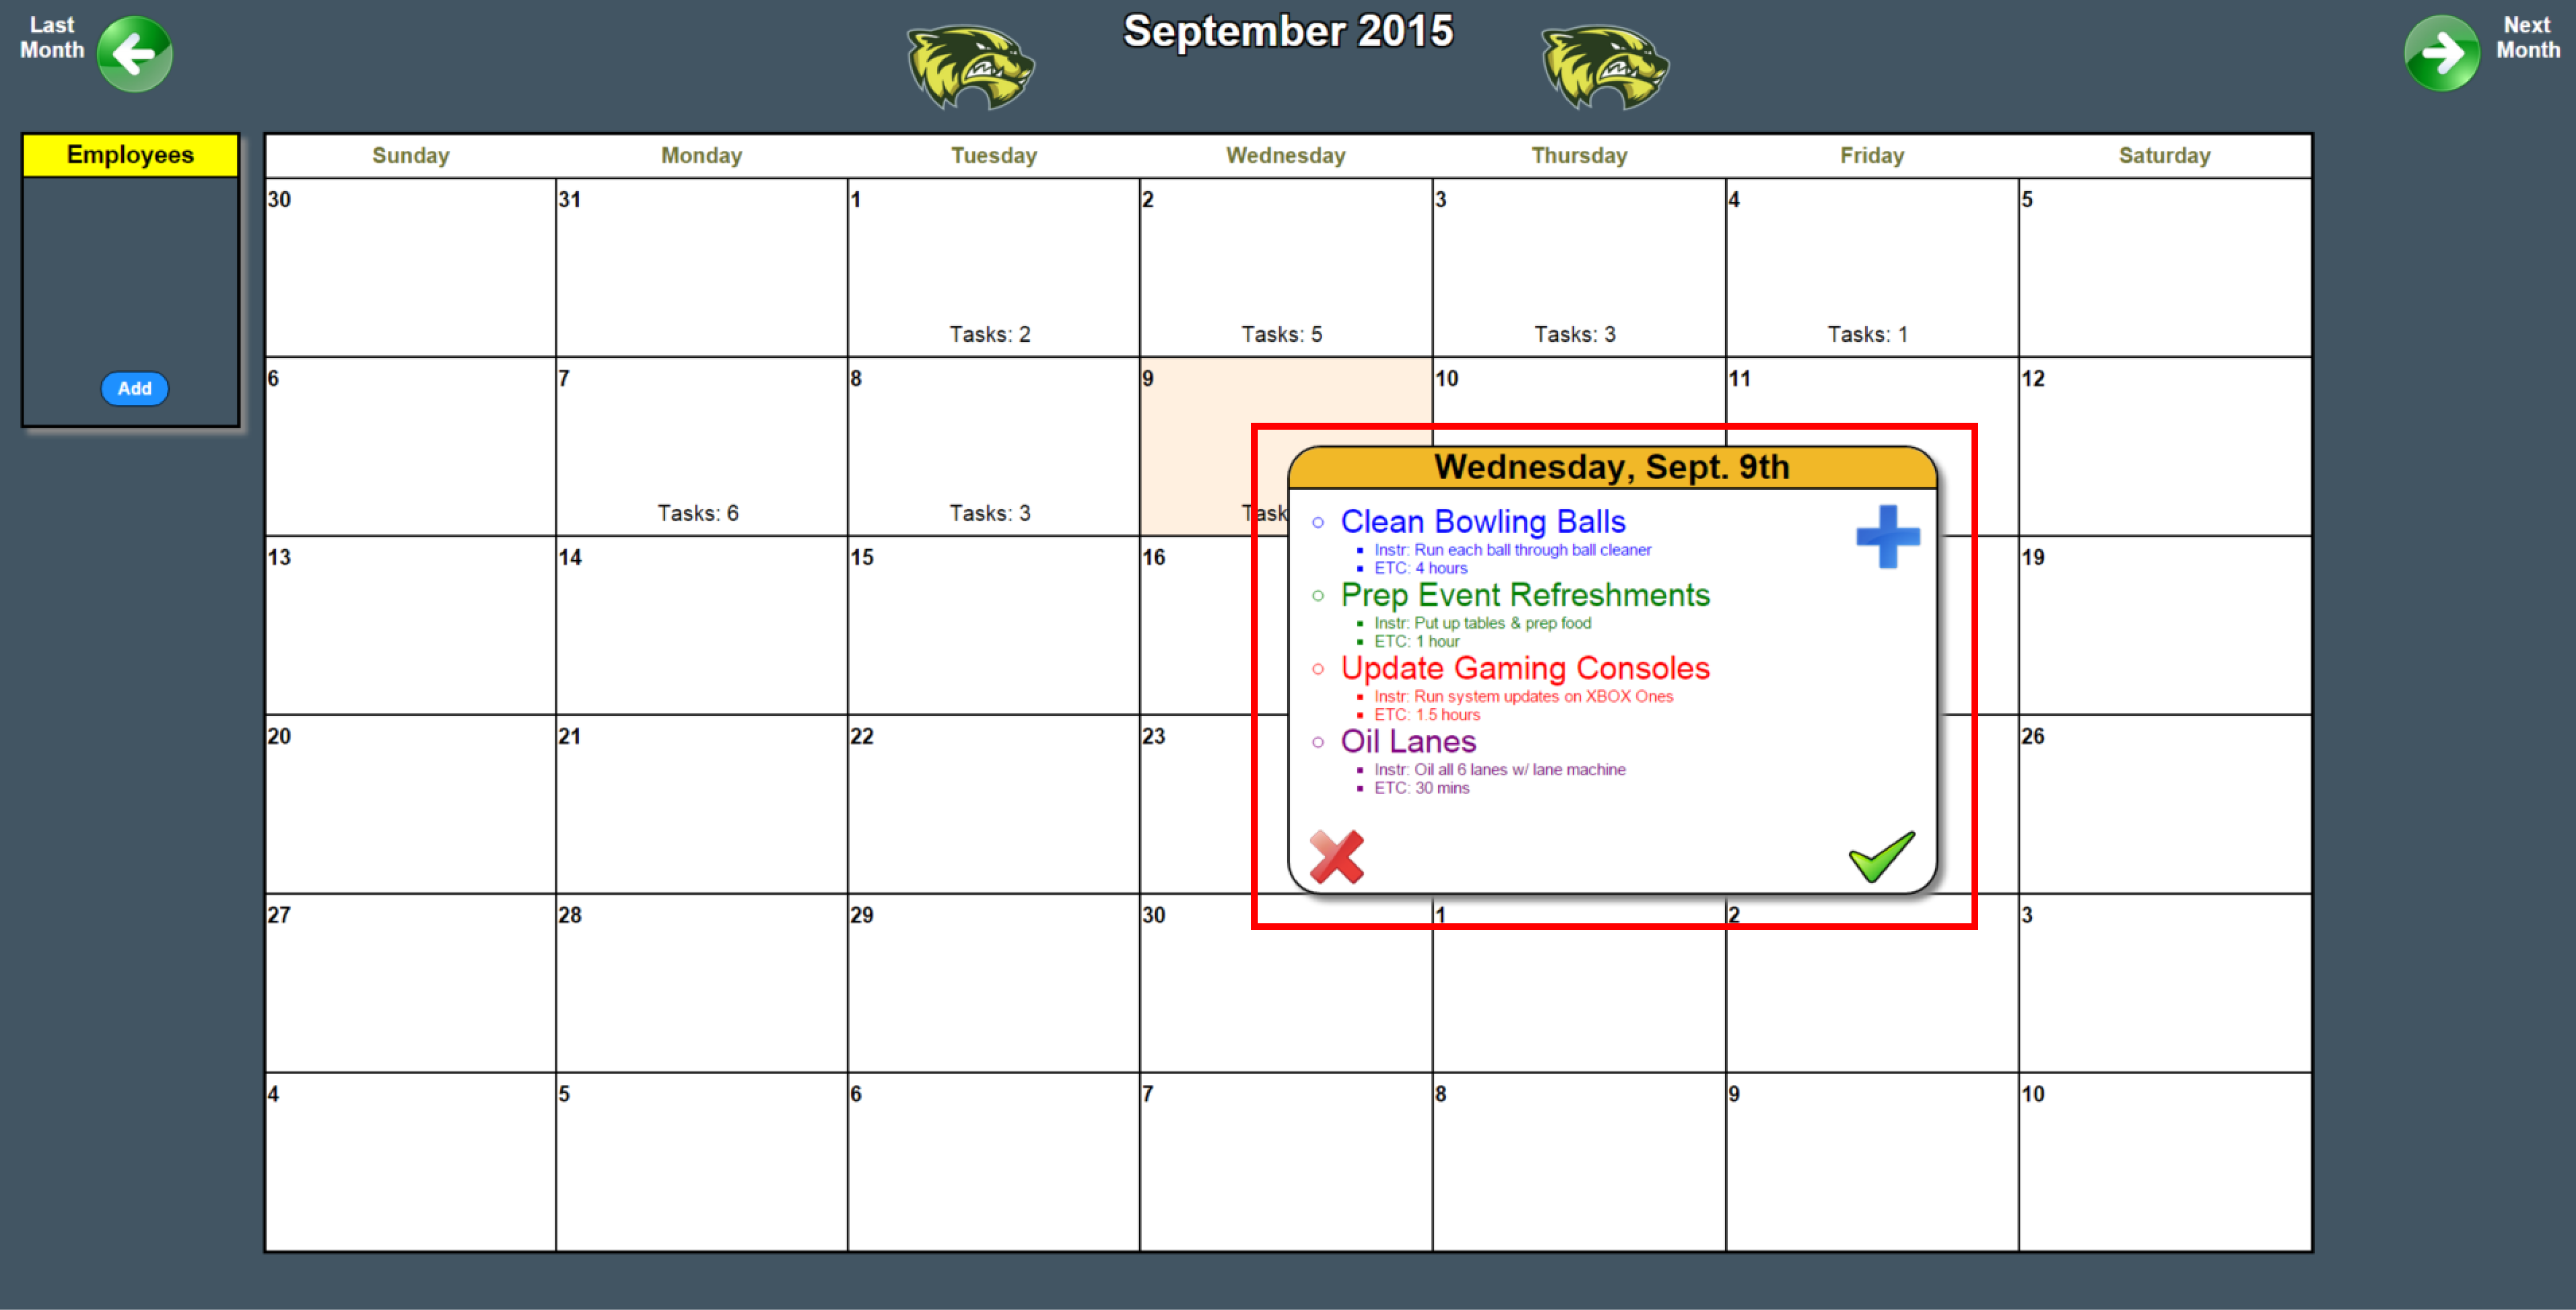 Last
Month
September 2015
Next
Month
Employees
Add
Sunday Monday Tuesday Wednesday Thursday Friday Saturday
30 31 1 2 3 4 5
Tasks: 2 Tasks: 5 Tasks: 3 Tasks: 1
6 7 8 9 10 11 12
Tasks: 6 Tasks: 3 Task
Wednesday, Sept. 9th
Clean Bowling Balls
Instr: Run each ball through ball cleaner
ETC: 4 hours
Prep Event Refreshments
Instr: Put up tables & prep food
ETC: 1 hour
Update Gaming Consoles
Instr: Run system updates on XBOX Ones
ETC: 1.5 hours
Oil Lanes
Instr: Oil all 6 lanes w/ lane machine
ETC: 30 mins
13 14 15 16 19
20 21 22 23 26
27 28 29 30 1 2 3
4 5 6 7 8 9 10